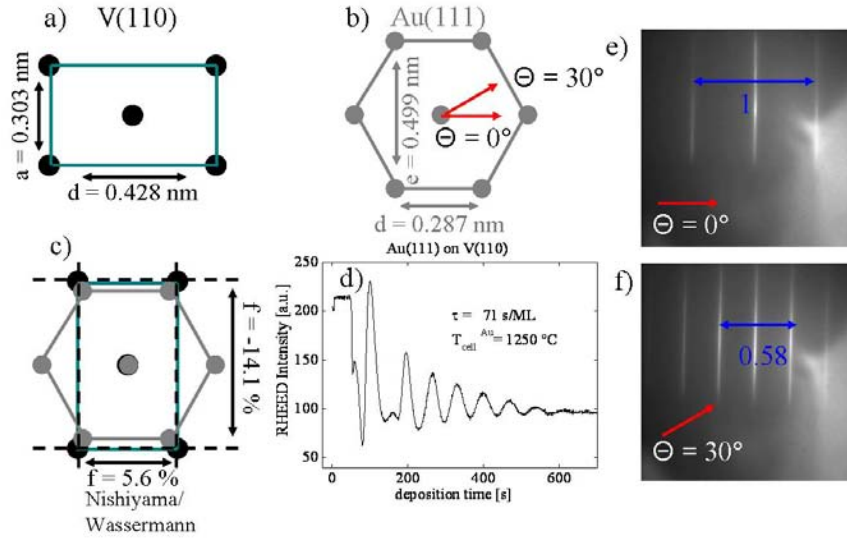 a) V(110)
a = 0.303 nm
d = 0.428 nm
b) Au(111)
Θ = 30°
Θ = 0°
e = 0.499 nm
d = 0.287 nm
c)
f = -14.1 %
f = 5.6 %
Nishiyama/
Wassermann
Au(111) on V(110)
d)
τ = 71 s/ML
T_cell^Au = 1250 °C
RHEED Intensity [a.u.]
250
200
150
100
50
0 200 400 600
deposition time [s]
e)
1
Θ = 0°
f)
0.58
Θ = 30°